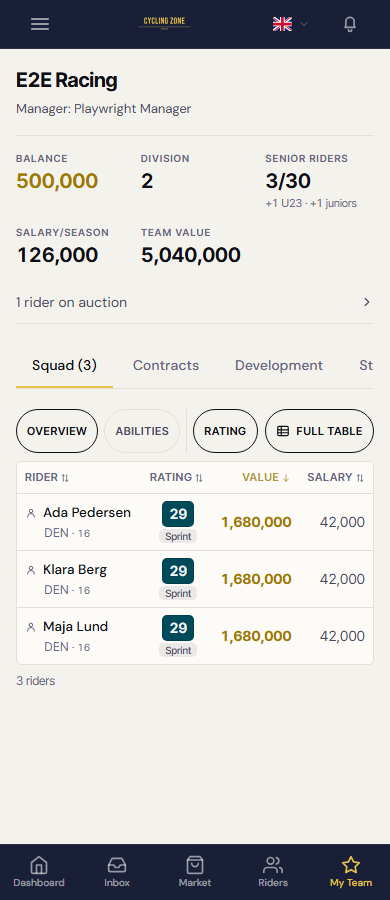 CYCLING ZONE
E2E Racing
Manager: Playwright Manager
BALANCE DIVISION SENIOR RIDERS
500,000 2 3/30
+1 U23 · +1 juniors
SALARY/SEASON TEAM VALUE
126,000 5,040,000
1 rider on auction
Squad (3) Contracts Development St
OVERVIEW ABILITIES RATING FULL TABLE
RIDER RATING VALUE SALARY
Ada Pedersen 29 1,680,000 42,000
DEN · 16 Sprint
Klara Berg 29 1,680,000 42,000
DEN · 16 Sprint
Maja Lund 29 1,680,000 42,000
DEN · 16 Sprint
3 riders
Dashboard Inbox Market Riders My Team